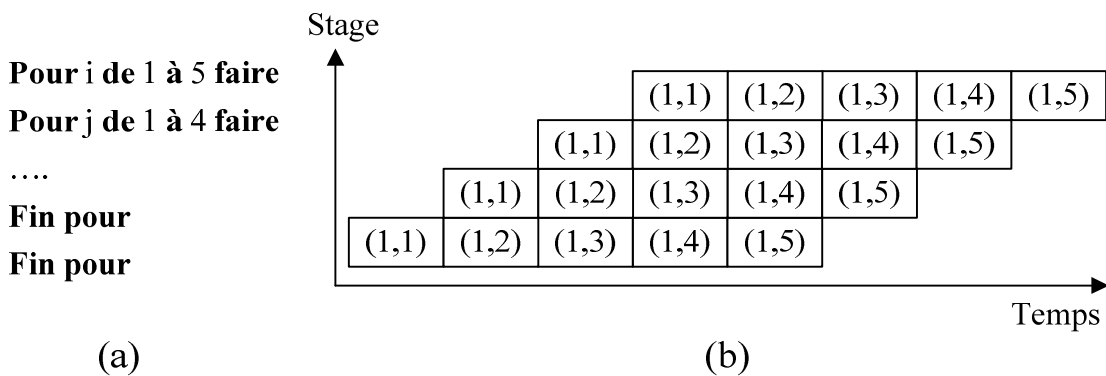 Pour i de 1 à 5 faire
Pour j de 1 à 4 faire
….
Fin pour
Fin pour
(a)
Stage
(1,1) (1,2) (1,3) (1,4) (1,5)
(1,1) (1,2) (1,3) (1,4) (1,5)
(1,1) (1,2) (1,3) (1,4) (1,5)
(1,1) (1,2) (1,3) (1,4) (1,5)
Temps
(b)